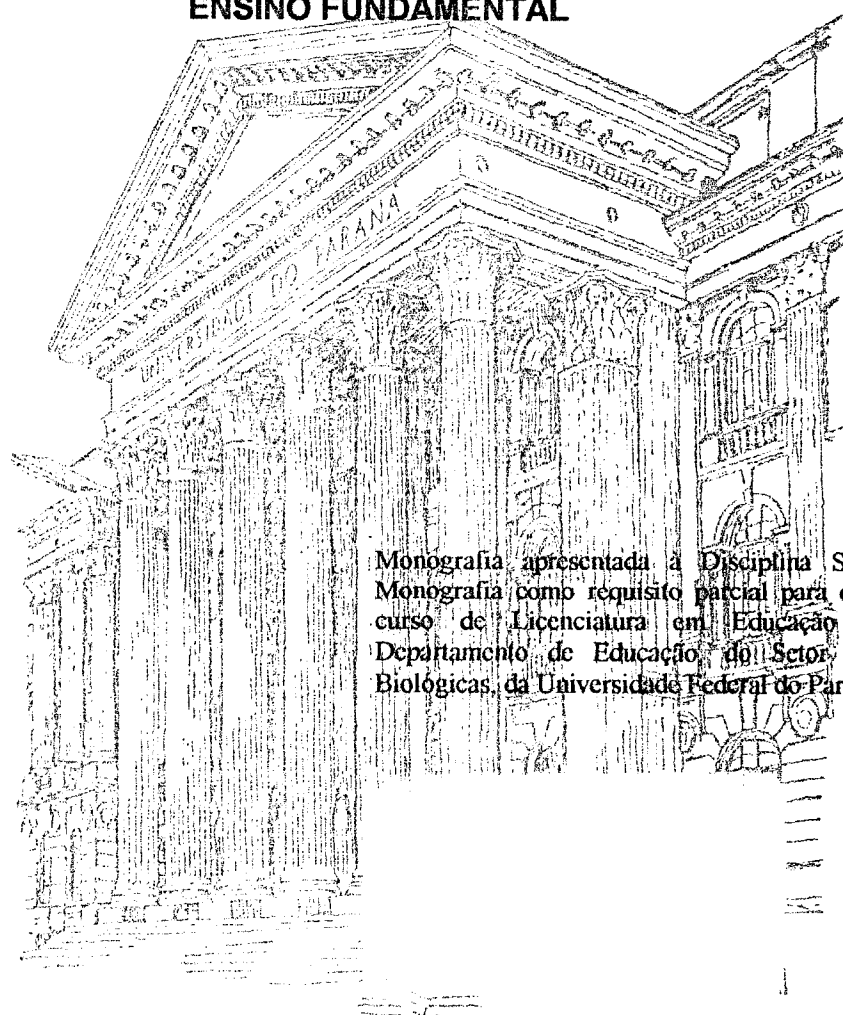 ENSINO FUNDAMENTAL
UNIVERSIDADE DO PARANÁ
Monografia apresentada à Disciplina S
Monografia como requisito parcial para
curso de Licenciatura em Educação
Departamento de Educação do Setor
Biológicas, da Universidade Federal do Par